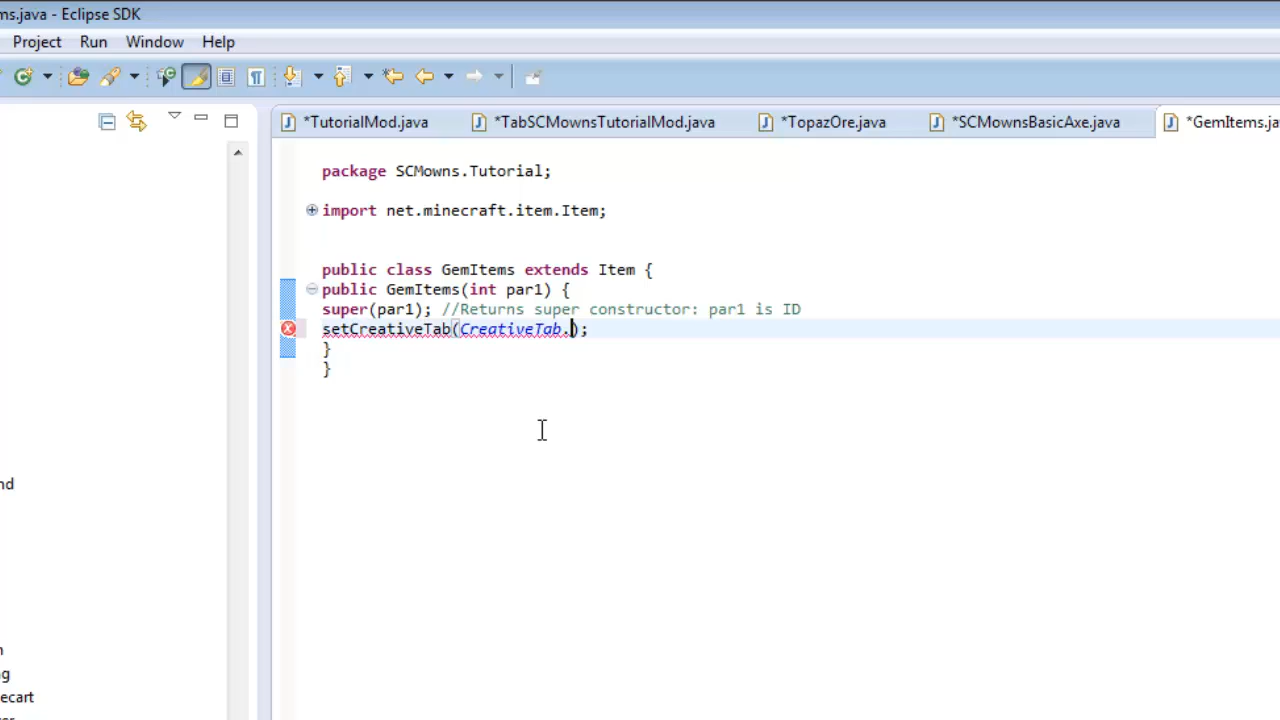 ms.java - Eclipse SDK
Project Run Window Help
*TutorialMod.java *TabSCMownsTutorialMod.java *TopazOre.java *SCMownsBasicAxe.java *GemItems.ja
package SCMowns.Tutorial;
import net.minecraft.item.Item;
public class GemItems extends Item {
public GemItems(int par1) {
super(par1); //Returns super constructor: par1 is ID
setCreativeTab(CreativeTab.);
}
}
nd
n
g
ecart